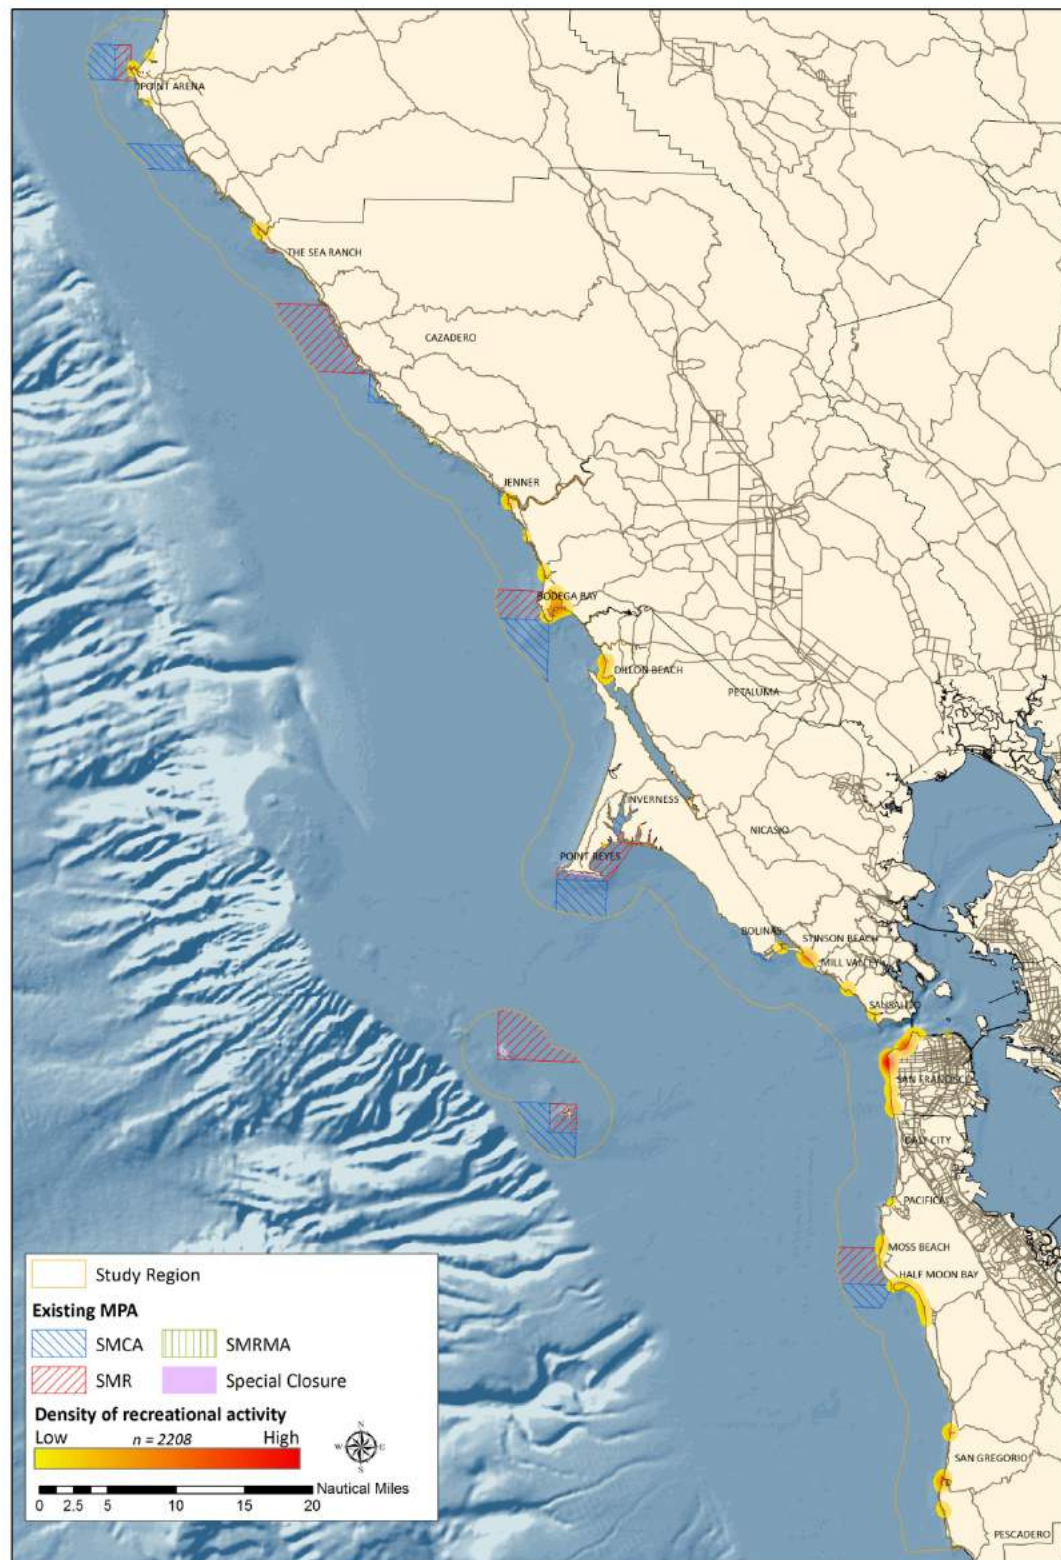 POINT ARENA
THE SEA RANCH
CAZADERO
JENNER
BODEGA BAY
DILLON BEACH
PETALUMA
INVERNESS
NICASIO
POINT REYES
BOLINAS
STINSON BEACH
MILL VALLEY
SAUSALITO
SAN FRANCISCO
DALY CITY
PACIFICA
MOSS BEACH
HALF MOON BAY
SAN GREGORIO
PESCADERO
Study Region
Existing MPA
SMCA
SMRMA
SMR
Special Closure
Density of recreational activity
Low n = 2208 High
N
W E
S
Nautical Miles
0 2.5 5 10 15 20